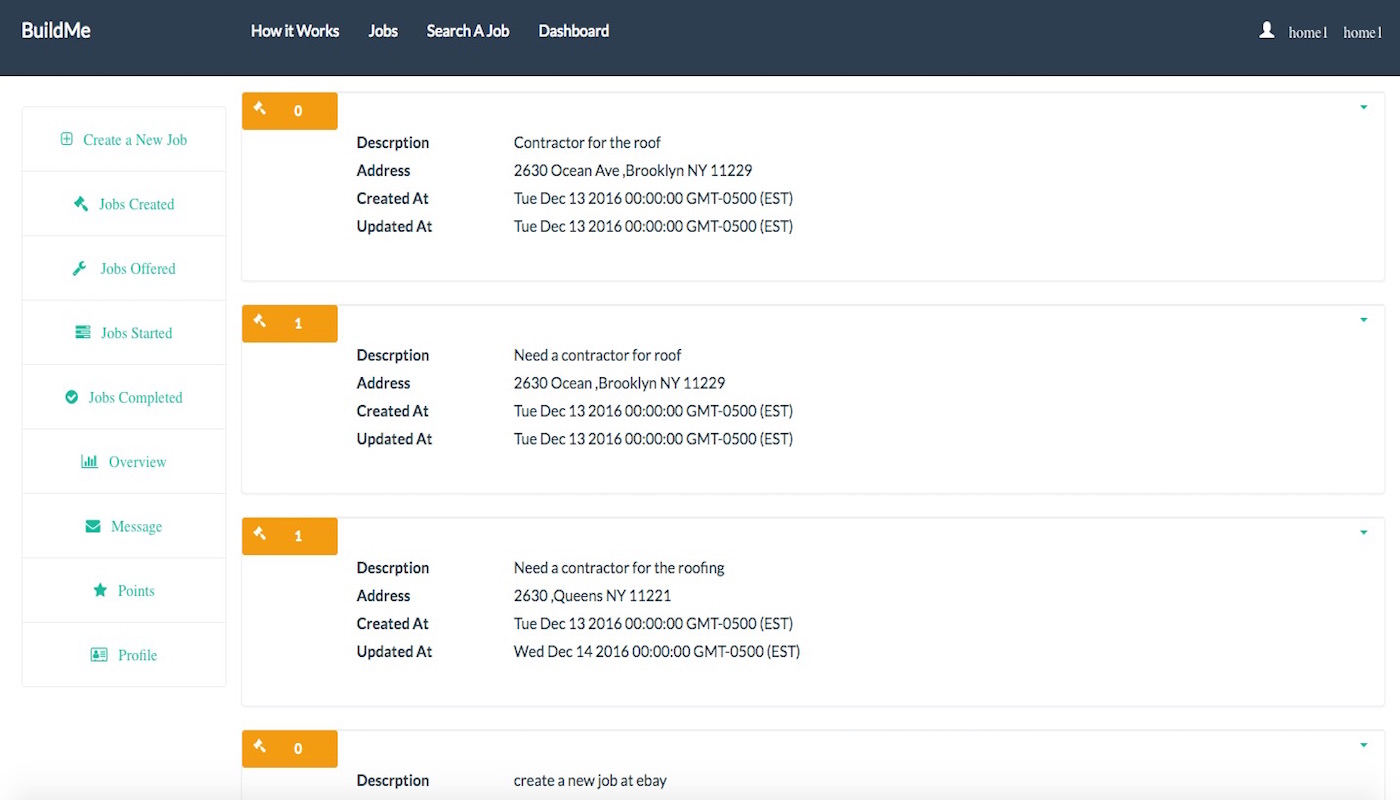 BuildMe How it Works Jobs Search A Job Dashboard home1 home1
Create a New Job
Jobs Created
Jobs Offered
Jobs Started
Jobs Completed
Overview
Message
Points
Profile
0
Descrption Contractor for the roof
Address 2630 Ocean Ave ,Brooklyn NY 11229
Created At Tue Dec 13 2016 00:00:00 GMT-0500 (EST)
Updated At Tue Dec 13 2016 00:00:00 GMT-0500 (EST)
1
Descrption Need a contractor for roof
Address 2630 Ocean ,Brooklyn NY 11229
Created At Tue Dec 13 2016 00:00:00 GMT-0500 (EST)
Updated At Tue Dec 13 2016 00:00:00 GMT-0500 (EST)
1
Descrption Need a contractor for the roofing
Address 2630 ,Queens NY 11221
Created At Tue Dec 13 2016 00:00:00 GMT-0500 (EST)
Updated At Wed Dec 14 2016 00:00:00 GMT-0500 (EST)
0
Descrption create a new job at ebay